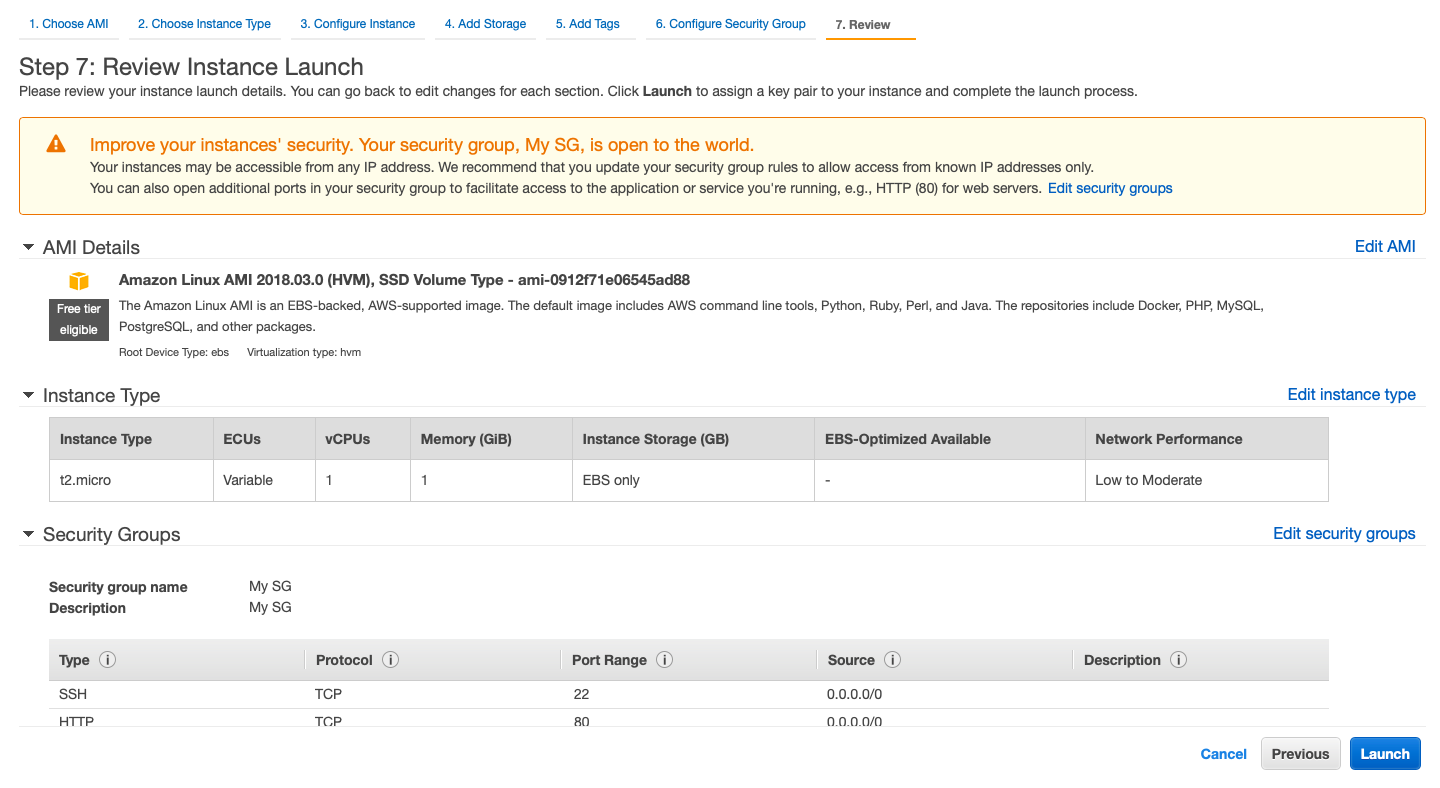 1. Choose AMI 2. Choose Instance Type 3. Configure Instance 4. Add Storage 5. Add Tags 6. Configure Security Group 7. Review
Step 7: Review Instance Launch
Please review your instance launch details. You can go back to edit changes for each section. Click Launch to assign a key pair to your instance and complete the launch process.
Improve your instances' security. Your security group, My SG, is open to the world.
Your instances may be accessible from any IP address. We recommend that you update your security group rules to allow access from known IP addresses only.
You can also open additional ports in your security group to facilitate access to the application or service you're running, e.g., HTTP (80) for web servers. Edit security groups
AMI Details Edit AMI
Amazon Linux AMI 2018.03.0 (HVM), SSD Volume Type - ami-0912f71e06545ad88
Free tier
eligible
The Amazon Linux AMI is an EBS-backed, AWS-supported image. The default image includes AWS command line tools, Python, Ruby, Perl, and Java. The repositories include Docker, PHP, MySQL,
PostgreSQL, and other packages.
Root Device Type: ebs Virtualization type: hvm
Instance Type Edit instance type
Instance Type ECUs vCPUs Memory (GiB) Instance Storage (GB) EBS-Optimized Available Network Performance
t2.micro Variable 1 1 EBS only - Low to Moderate
Security Groups Edit security groups
Security group name My SG
Description My SG
Type Protocol Port Range Source Description
SSH TCP 22 0.0.0.0/0
HTTP TCP 80 0.0.0.0/0
Cancel Previous Launch